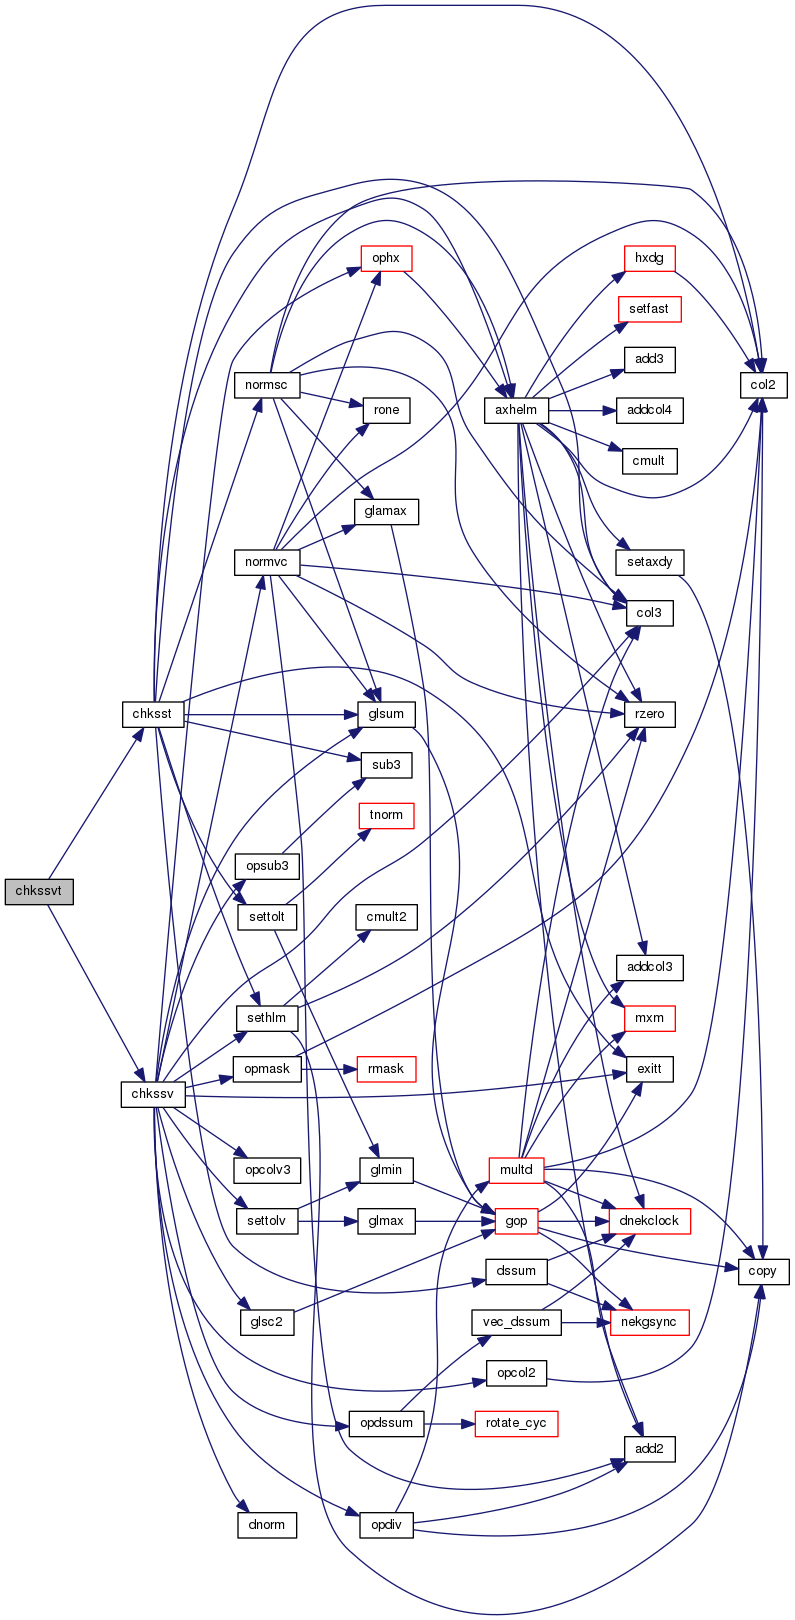 ophx
hxdg
setfast
add3
normsc
col2
rone
axhelm
addcol4
cmult
glamax
normvc
setaxdy
col3
chksst
glsum
rzero
sub3
tnorm
opsub3
chkssvt
settolt
cmult2
addcol3
sethlm
mxm
opmask
rmask
exitt
chkssv
opcolv3
glmin
multd
settolv
glmax
gop
dnekclock
dssum
copy
glsc2
vec_dssum
nekgsync
opcol2
opdssum
rotate_cyc
add2
dnorm
opdiv